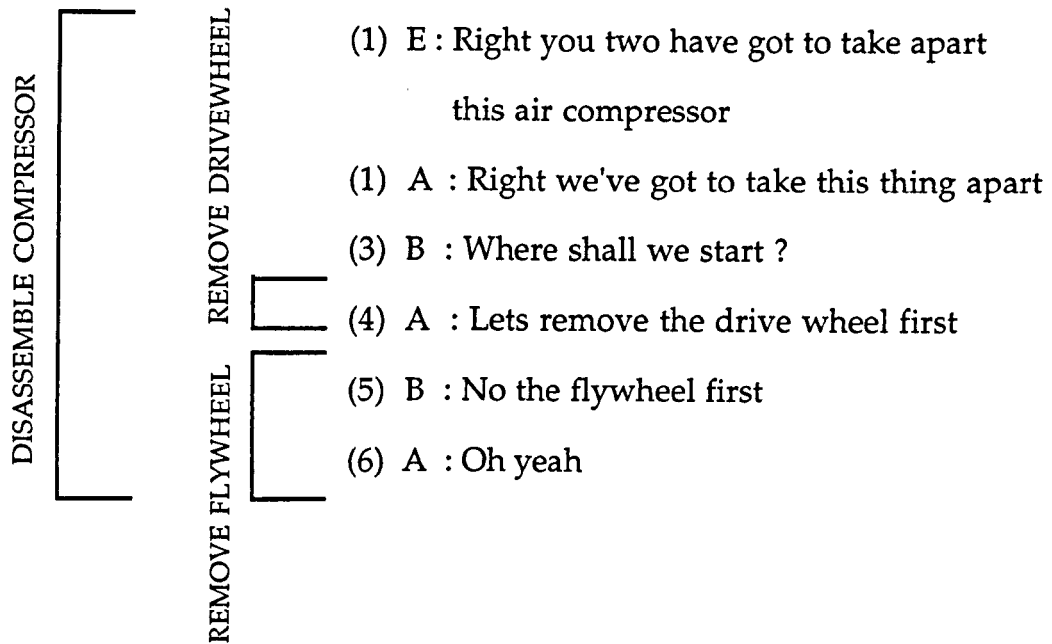 DISASSEMBLE COMPRESSOR
REMOVE DRIVEWHEEL
REMOVE FLYWHEEL
(1) E : Right you two have got to take apart
this air compressor
(1) A : Right we've got to take this thing apart
(3) B : Where shall we start ?
(4) A : Lets remove the drive wheel first
(5) B : No the flywheel first
(6) A : Oh yeah